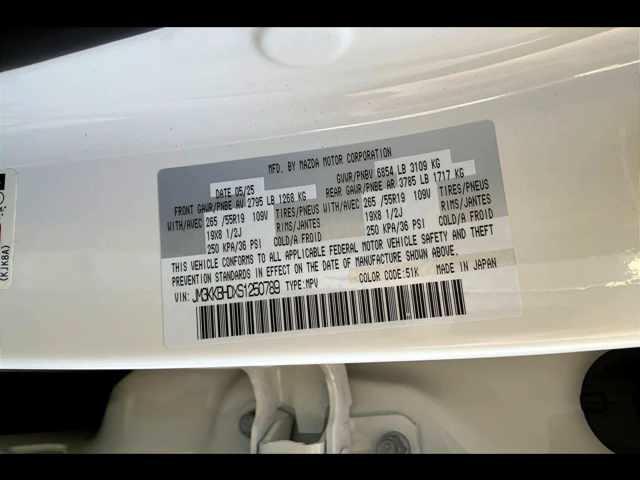 MFD. BY MAZDA MOTOR CORPORATION
DATE 05/25 GVWR/PNBV 6854 LB 3109 KG
FRONT GAWR/PNBE AV 2795 LB 1268 KG REAR GAWR/PNBE AR 3785 LB 1717 KG
WITH/AVEC 265 /55R19 109V TIRES/PNEUS WITH/AVEC 265 /55R19 109V TIRES/PNEUS
19X8 1/2J RIMS/JANTES 19X8 1/2J RIMS/JANTES
250 KPA/36 PSI COLD/A FROID 250 KPA/36 PSI COLD/A FROID
THIS VEHICLE CONFORMS TO ALL APPLICABLE FEDERAL MOTOR VEHICLE SAFETY AND THEFT
PREVENTION STANDARDS IN EFFECT ON THE DATE OF MANUFACTURE SHOWN ABOVE.
VIN: JM3KKBHDXS1250789 TYPE: MPV COLOR CODE: 51K MADE IN JAPAN
(KJK8A)